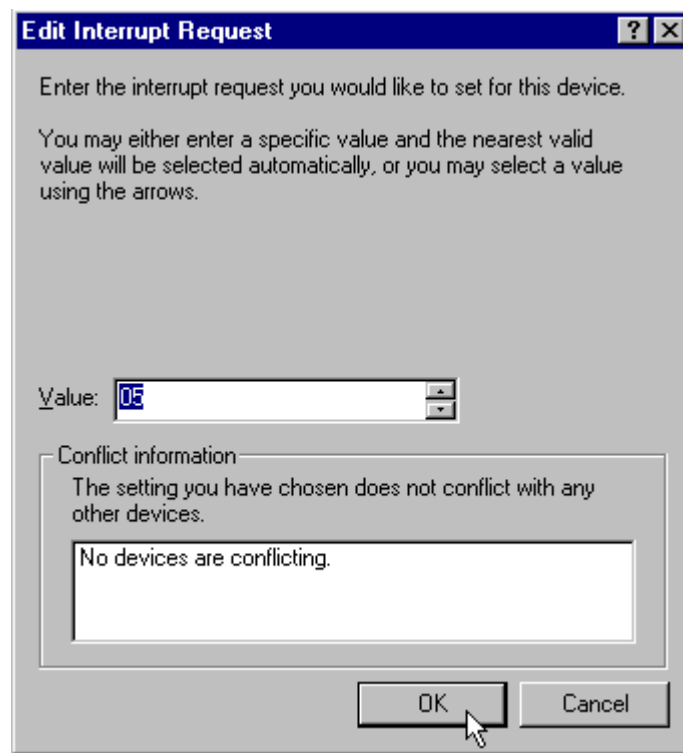 Edit Interrupt Request
Enter the interrupt request you would like to set for this device.
You may either enter a specific value and the nearest valid
value will be selected automatically, or you may select a value
using the arrows.
Value: 05
Conflict information
The setting you have chosen does not conflict with any
other devices.
No devices are conflicting.
OK Cancel